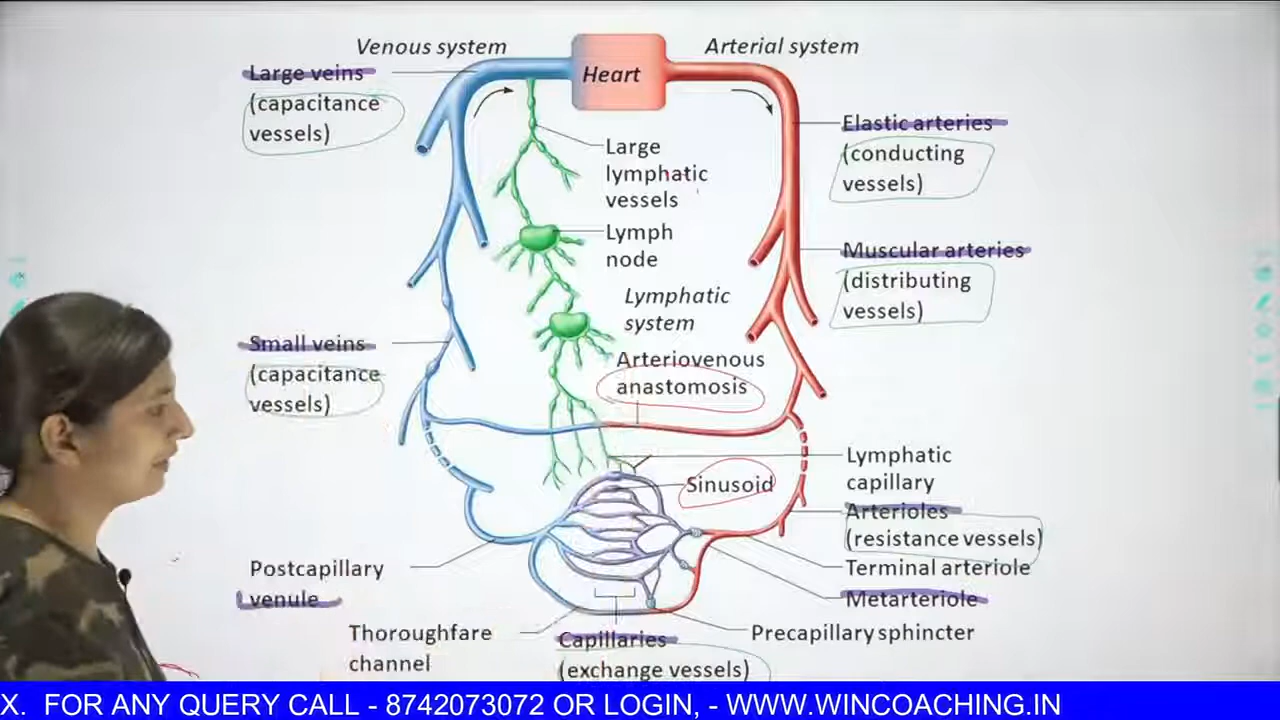 Venous system
Heart
Arterial system
Large veins
(capacitance
vessels)
Elastic arteries
(conducting
vessels)
Large
lymphatic
vessels
Lymph
node
Muscular arteries
(distributing
vessels)
Lymphatic
system
Small veins
(capacitance
vessels)
Arteriovenous
anastomosis
Lymphatic
capillary
Sinusoid
Arterioles
(resistance vessels)
Terminal arteriole
Metarteriole
Postcapillary
venule
Thoroughfare
channel
Capillaries
(exchange vessels)
Precapillary sphincter
X. FOR ANY QUERY CALL - 8742073072 OR LOGIN, - WWW.WINCOACHING.IN